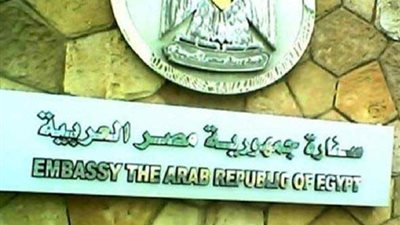 سفارة جمهورية مصر العربية
EMBASSY THE ARAB REPUBLIC OF EGYPT